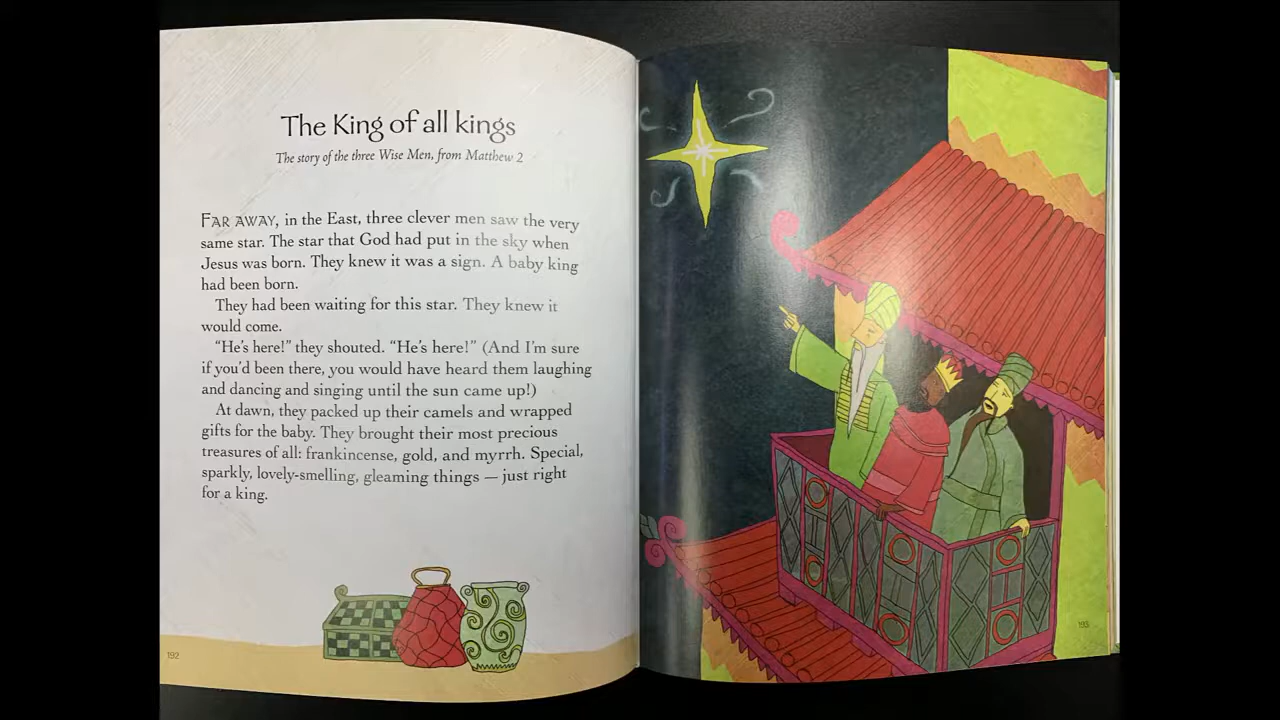 The King of all kings
The story of the three Wise Men, from Matthew 2
FAR AWAY, in the East, three clever men saw the very
same star. The star that God had put in the sky when
Jesus was born. They knew it was a sign. A baby king
had been born.
They had been waiting for this star. They knew it
would come.
“He’s here!” they shouted. “He’s here!” (And I’m sure
if you’d been there, you would have heard them laughing
and dancing and singing until the sun came up!)
At dawn, they packed up their camels and wrapped
gifts for the baby. They brought their most precious
treasures of all: frankincense, gold, and myrrh. Special,
sparkly, lovely-smelling, gleaming things — just right
for a king.
192
193